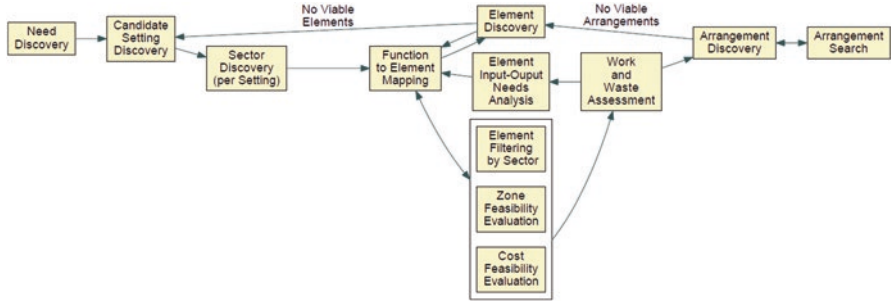 Need
Discovery
Candidate
Setting
Discovery
Sector
Discovery
(per Setting)
No Viable
Elements
Function
to Element
Mapping
Element
Discovery
Element
Input-Ouput
Needs
Analysis
Element
Filtering
by Sector
Zone
Feasibility
Evaluation
Cost
Feasibility
Evaluation
No Viable
Arrangements
Work
and
Waste
Assessment
Arrangement
Discovery
Arrangement
Search